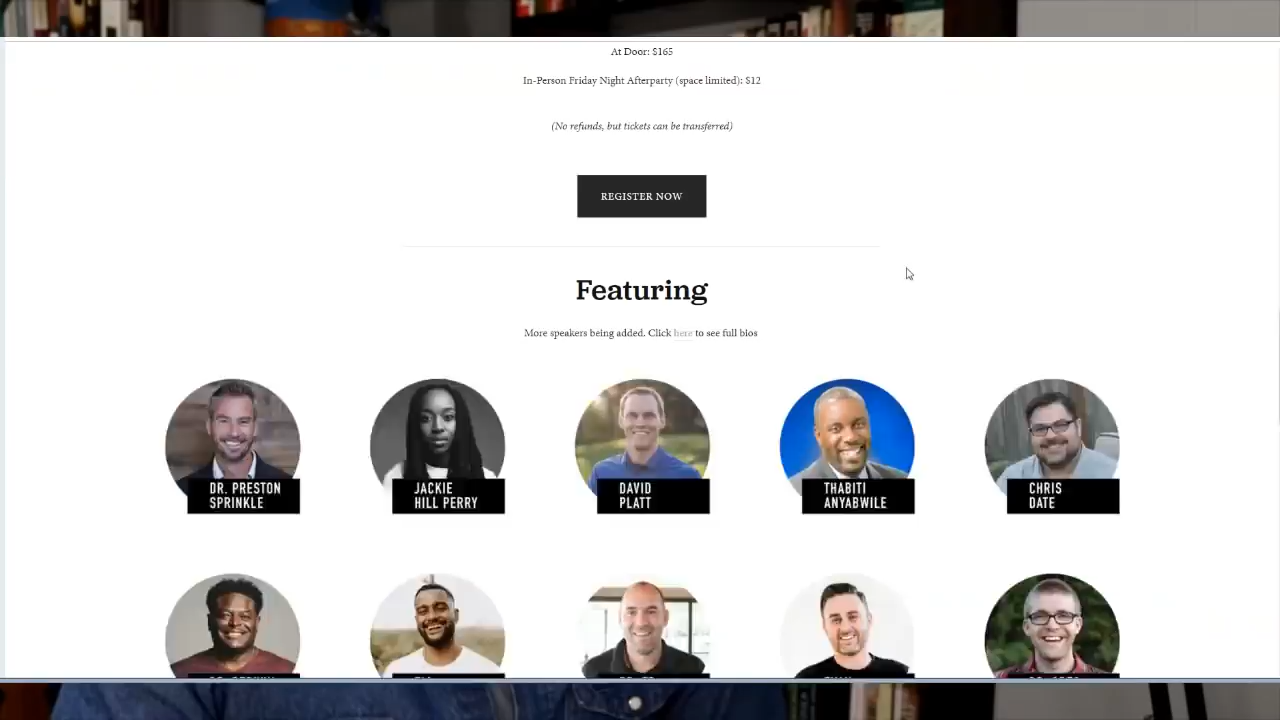 At Door: $165
In-Person Friday Night Afterparty (space limited): $12
(No refunds, but tickets can be transferred)
REGISTER NOW
Featuring
More speakers being added. Click here to see full bios
DR. PRESTON
SPRINKLE
JACKIE
HILL PERRY
DAVID
PLATT
THABITI
ANYABWILE
CHRIS
DATE